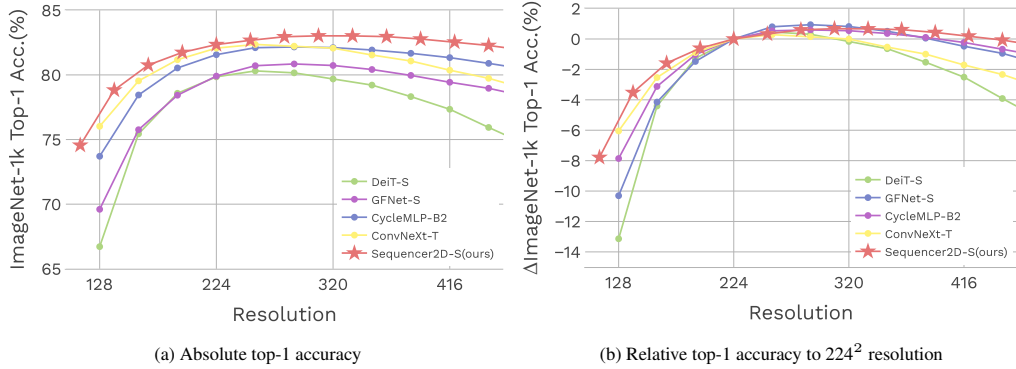 ImageNet-1k Top-1 Acc.(%)
85
80
75
70
65
128
224
320
416
Resolution
DeiT-S
GFNet-S
CycleMLP-B2
ConvNeXt-T
Sequencer2D-S(ours)
(a) Absolute top-1 accuracy
ΔImageNet-1k Top-1 Acc.(%)
2
0
−2
−4
−6
−8
−10
−12
−14
128
224
320
416
Resolution
DeiT-S
GFNet-S
CycleMLP-B2
ConvNeXt-T
Sequencer2D-S(ours)
(b) Relative top-1 accuracy to 224² resolution